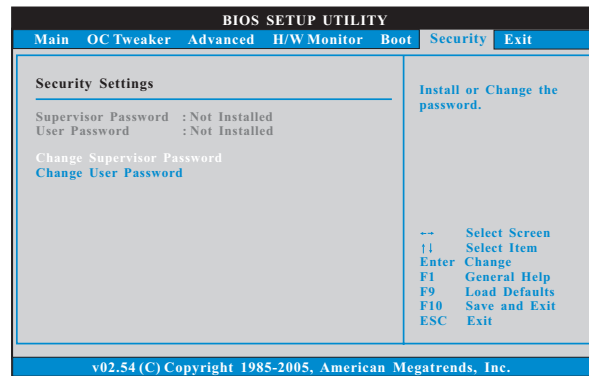 BIOS SETUP UTILITY
Main OC Tweaker Advanced H/W Monitor Boot Security Exit
Security Settings
Supervisor Password : Not Installed
User Password : Not Installed
Change Supervisor Password
Change User Password
Install or Change the
password.
←→ Select Screen
↑↓ Select Item
Enter Change
F1 General Help
F9 Load Defaults
F10 Save and Exit
ESC Exit
v02.54 (C) Copyright 1985-2005, American Megatrends, Inc.